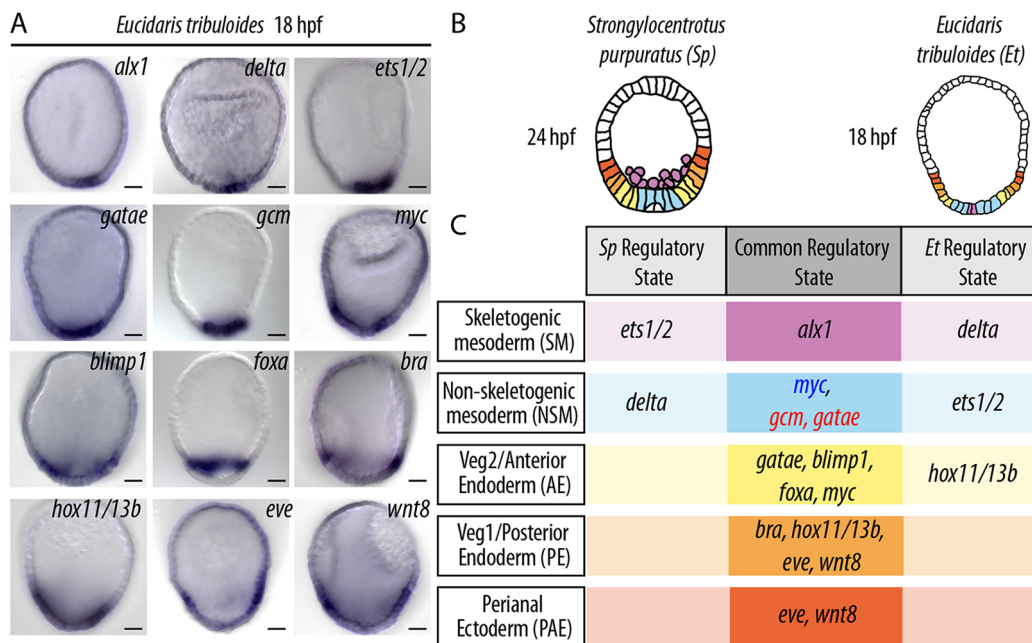 A
Eucidaris tribuloides 18 hpf
alx1
delta
ets1/2
gatae
gcm
myc
blimp1
foxa
bra
hox11/13b
eve
wnt8
B
Strongylocentrotus
purpuratus (Sp)
Eucidaris
tribuloides (Et)
24 hpf
18 hpf
C
Sp Regulatory
State
Common Regulatory
State
Et Regulatory
State
Skeletogenic
mesoderm (SM)
ets1/2
alx1
delta
Non-skeletogenic
mesoderm (NSM)
delta
myc,
gcm, gatae
ets1/2
Veg2/Anterior
Endoderm (AE)
gatae, blimp1,
foxa, myc
hox11/13b
Veg1/Posterior
Endoderm (PE)
bra, hox11/13b,
eve, wnt8
Perianal
Ectoderm (PAE)
eve, wnt8